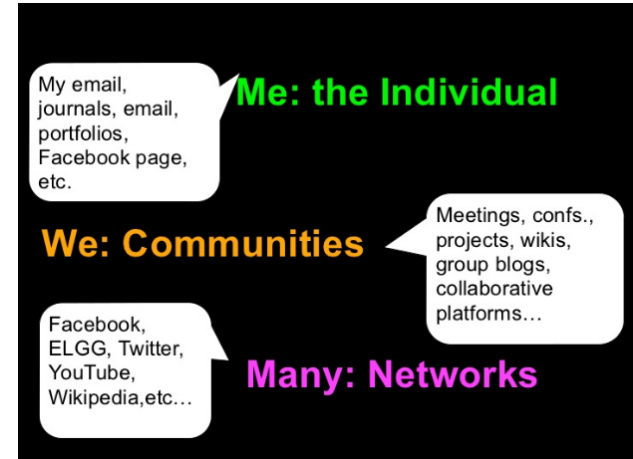 My email,
journals, email,
portfolios,
Facebook page,
etc.
Me: the Individual
We: Communities
Meetings, confs.,
projects, wikis,
group blogs,
collaborative
platforms…
Facebook,
ELGG, Twitter,
YouTube,
Wikipedia,etc…
Many: Networks